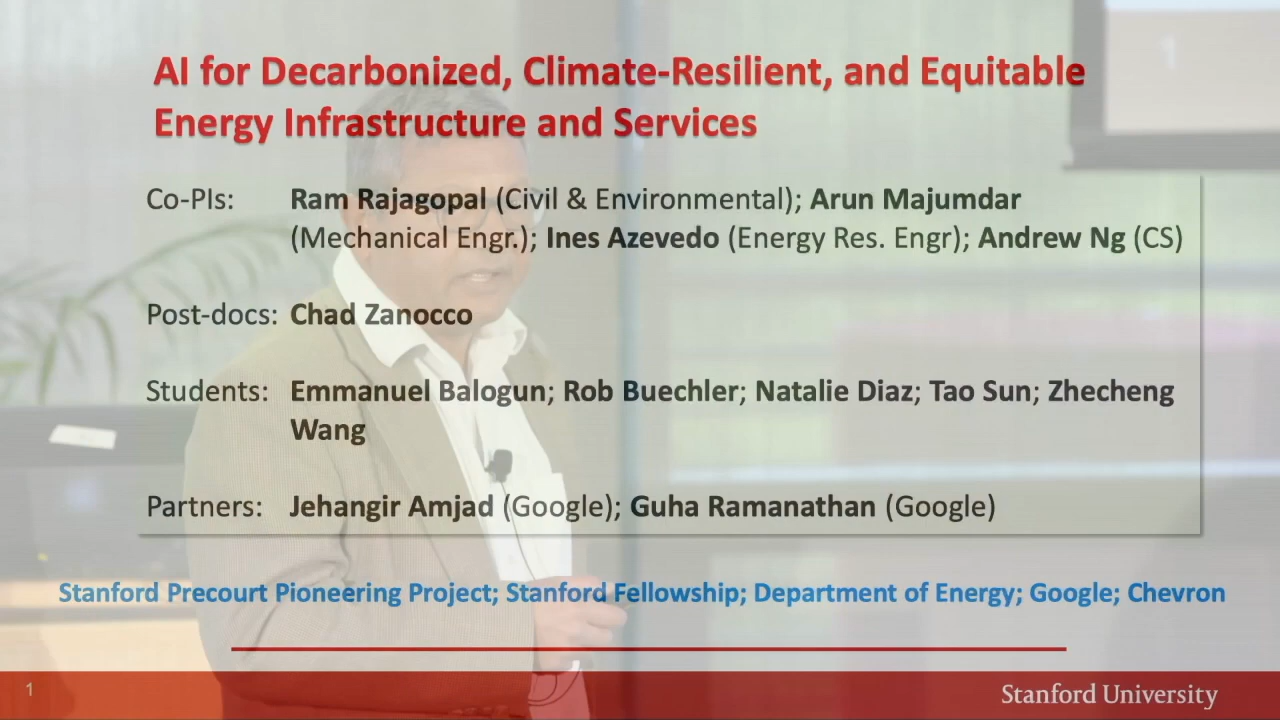 AI for Decarbonized, Climate-Resilient, and Equitable
Energy Infrastructure and Services
Co-PIs: Ram Rajagopal (Civil & Environmental); Arun Majumdar
(Mechanical Engr.); Ines Azevedo (Energy Res. Engr); Andrew Ng (CS)
Post-docs: Chad Zanocco
Students: Emmanuel Balogun; Rob Buechler; Natalie Diaz; Tao Sun; Zhecheng
Wang
Partners: Jehangir Amjad (Google); Guha Ramanathan (Google)
Stanford Precourt Pioneering Project; Stanford Fellowship; Department of Energy; Google; Chevron
1
Stanford University